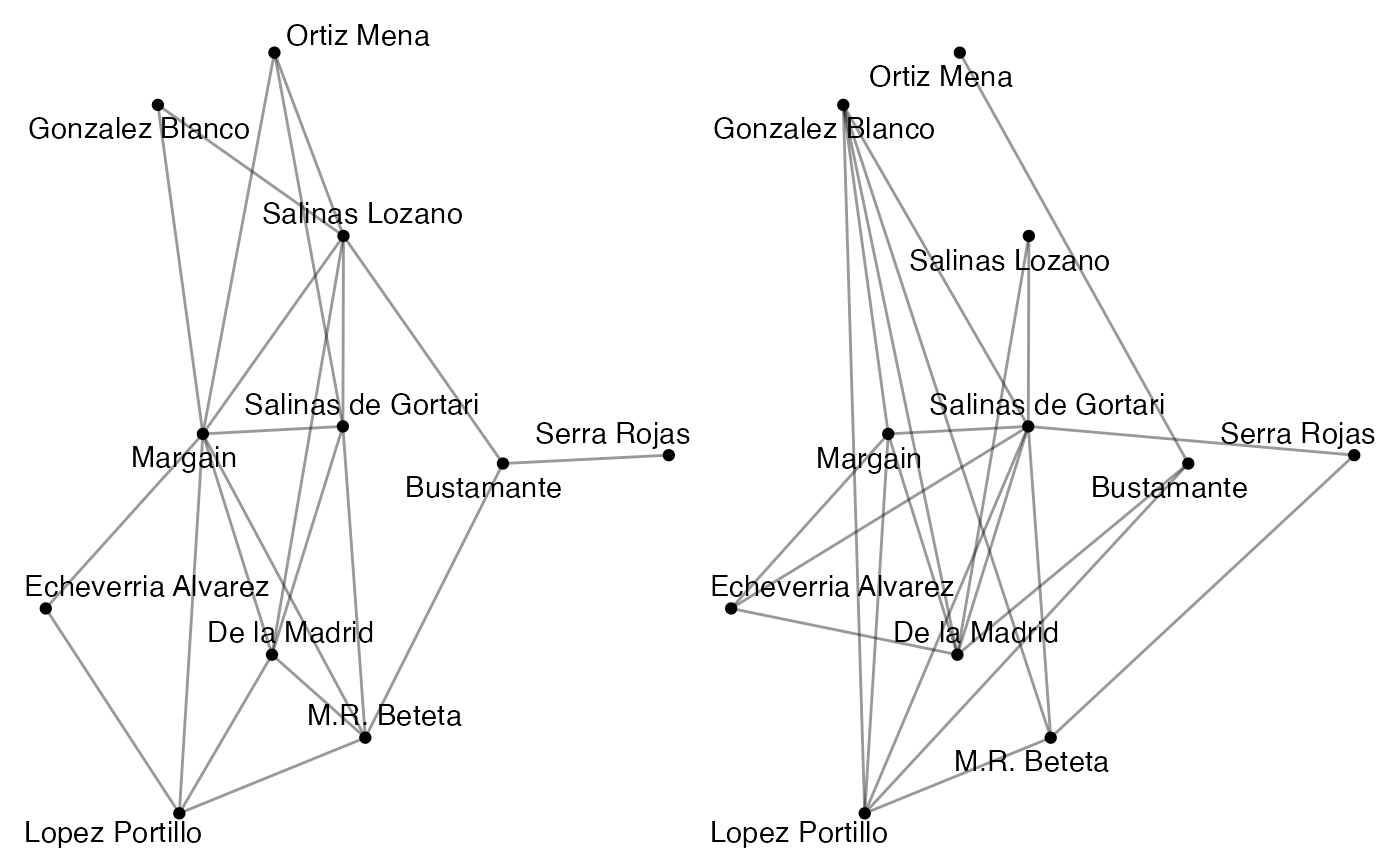 Ortiz Mena
Gonzalez Blanco
Salinas Lozano
Salinas de Gortari
Serra Rojas
Margain
Bustamante
Echeverria Alvarez
De la Madrid
M.R. Beteta
Lopez Portillo
Ortiz Mena
Gonzalez Blanco
Salinas Lozano
Salinas de Gortari
Serra Rojas
Margain
Bustamante
Echeverria Alvarez
De la Madrid
M.R. Beteta
Lopez Portillo